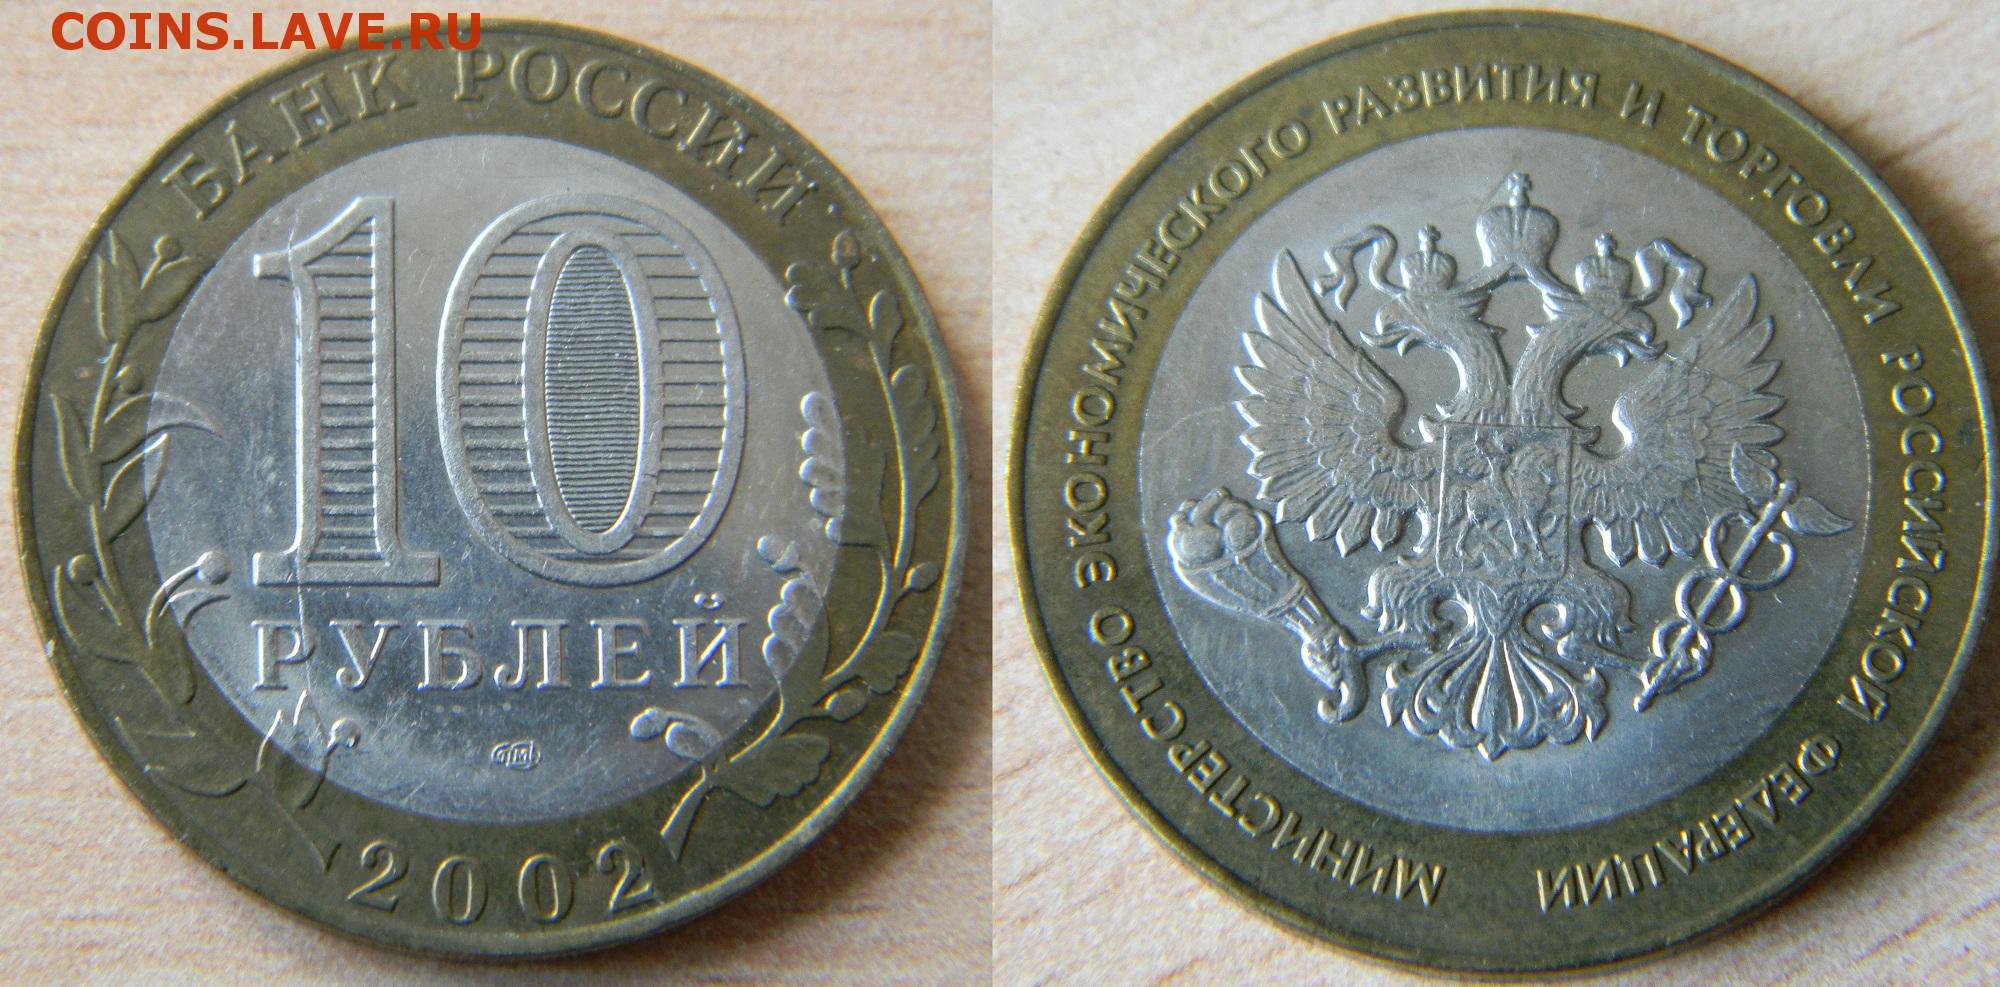 COINS.LAVE.RU
БАНК РОССИИ
10
РУБЛЕЙ
2002
МИНИСТЕРСТВО ЭКОНОМИЧЕСКОГО РАЗВИТИЯ И ТОРГОВЛИ РОССИЙСКОЙ ФЕДЕРАЦИИ